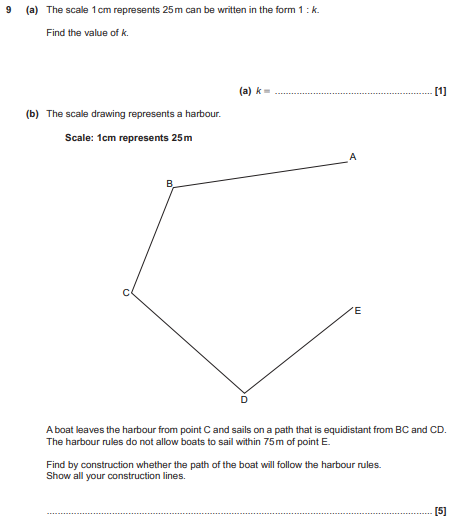 9 (a) The scale 1 cm represents 25 m can be written in the form 1 : k.
Find the value of k.
(a) k = ........................................................ [1]
(b) The scale drawing represents a harbour.
Scale: 1cm represents 25 m
A
B
C
E
D
A boat leaves the harbour from point C and sails on a path that is equidistant from BC and CD.
The harbour rules do not allow boats to sail within 75 m of point E.
Find by construction whether the path of the boat will follow the harbour rules.
Show all your construction lines.
........................................................................................................................ [5]